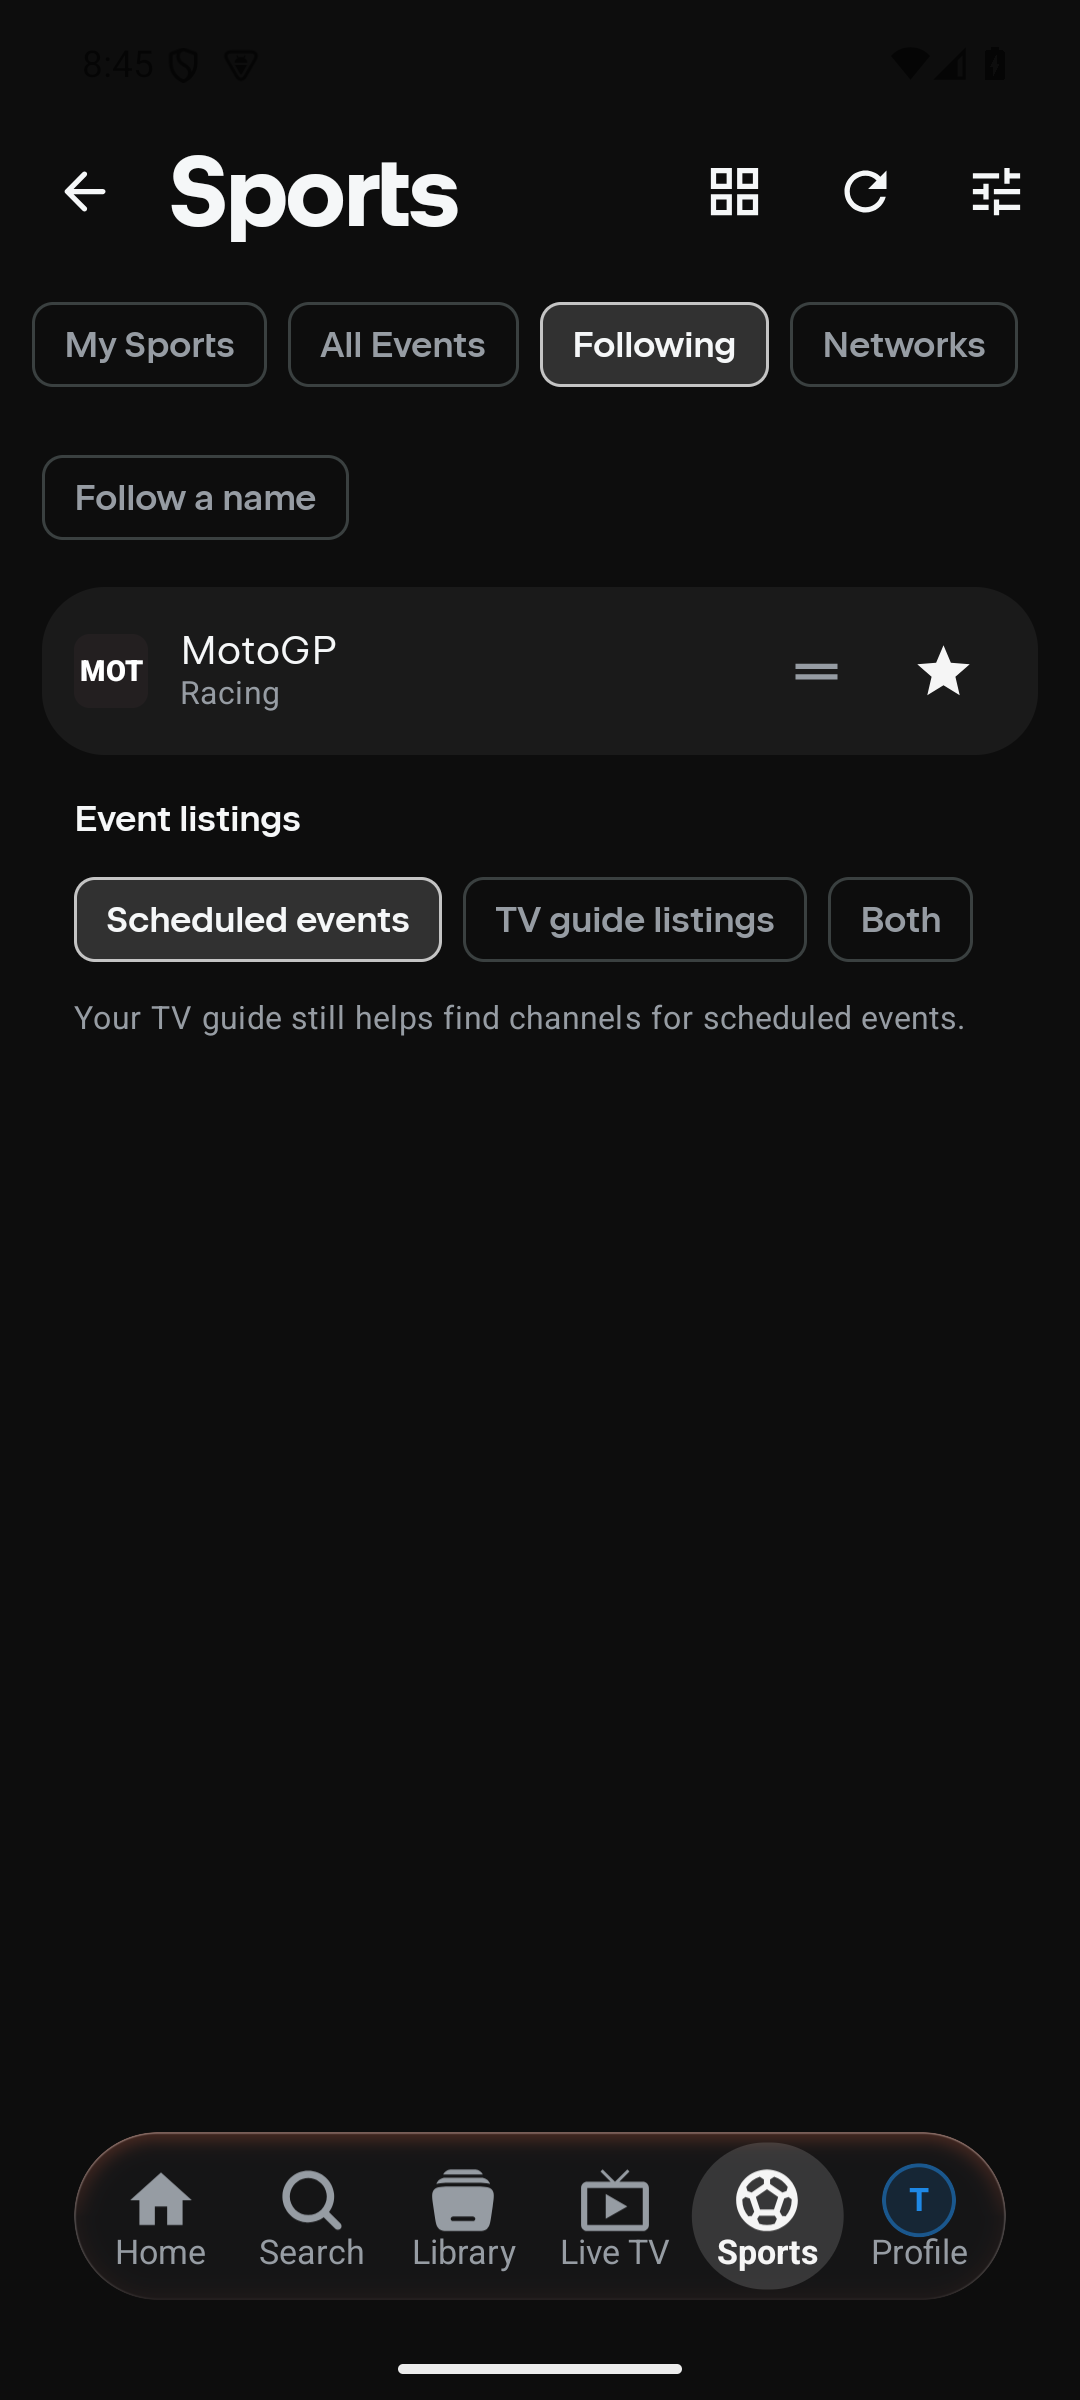 8:45
Sports
My Sports
All Events
Following
Networks
Follow a name
MOT
MotoGP
Racing
Event listings
Scheduled events
TV guide listings
Both
Your TV guide still helps find channels for scheduled events.
Home
Search
Library
Live TV
Sports
T
Profile